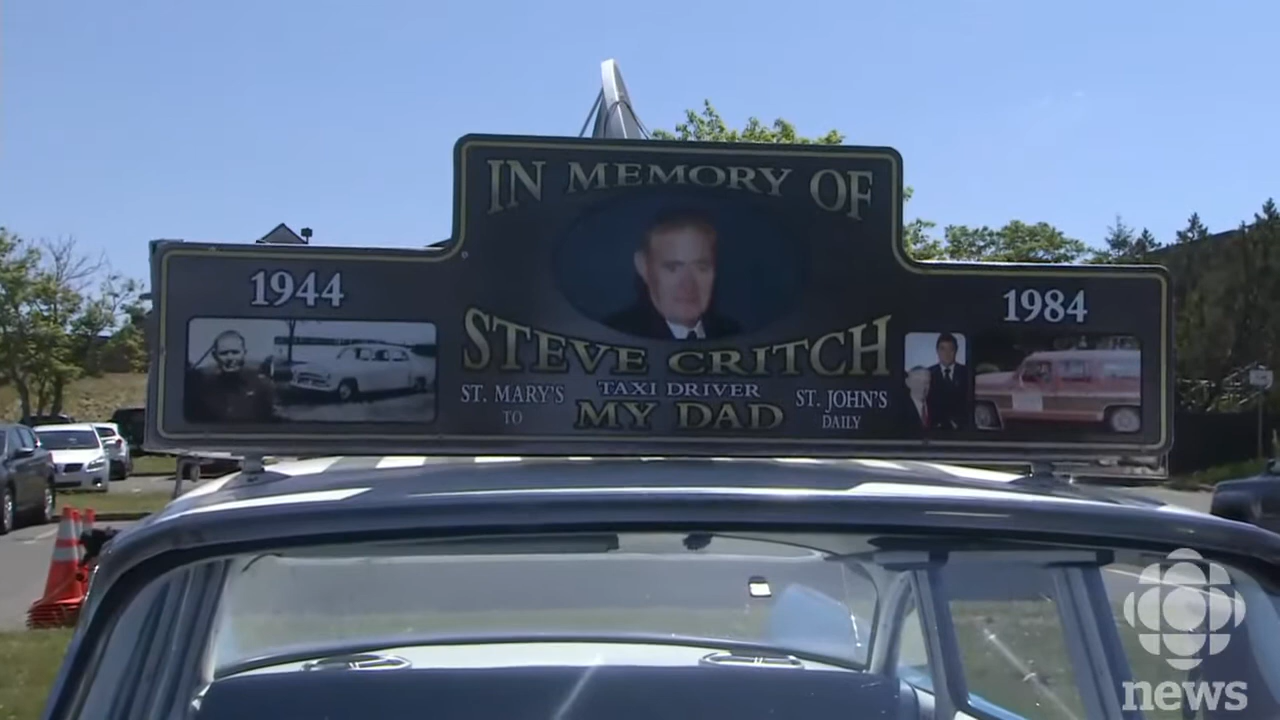 IN MEMORY OF
1944
1984
STEVE CRITCH
ST. MARY'S
TO
TAXI DRIVER
MY DAD
ST. JOHN'S
DAILY
news